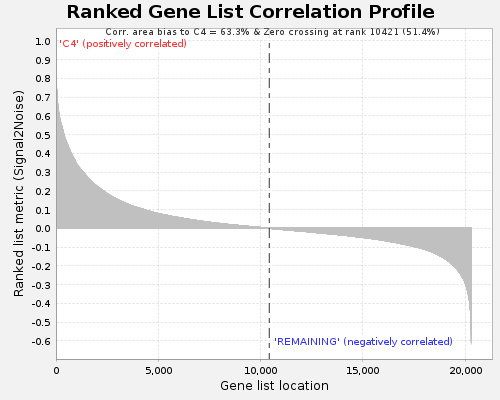 Ranked Gene List Correlation Profile
Corr. area bias to C4 = 63.3% & Zero crossing at rank 10421 (51.4%)
'C4' (positively correlated)
1.0
0.9
0.8
0.7
0.6
0.5
0.4
0.3
0.2
0.1
0.0
-0.1
-0.2
-0.3
-0.4
-0.5
-0.6
Ranked list metric (Signal2Noise)
'REMAINING' (negatively correlated)
0 5,000 10,000 15,000 20,000
Gene list location